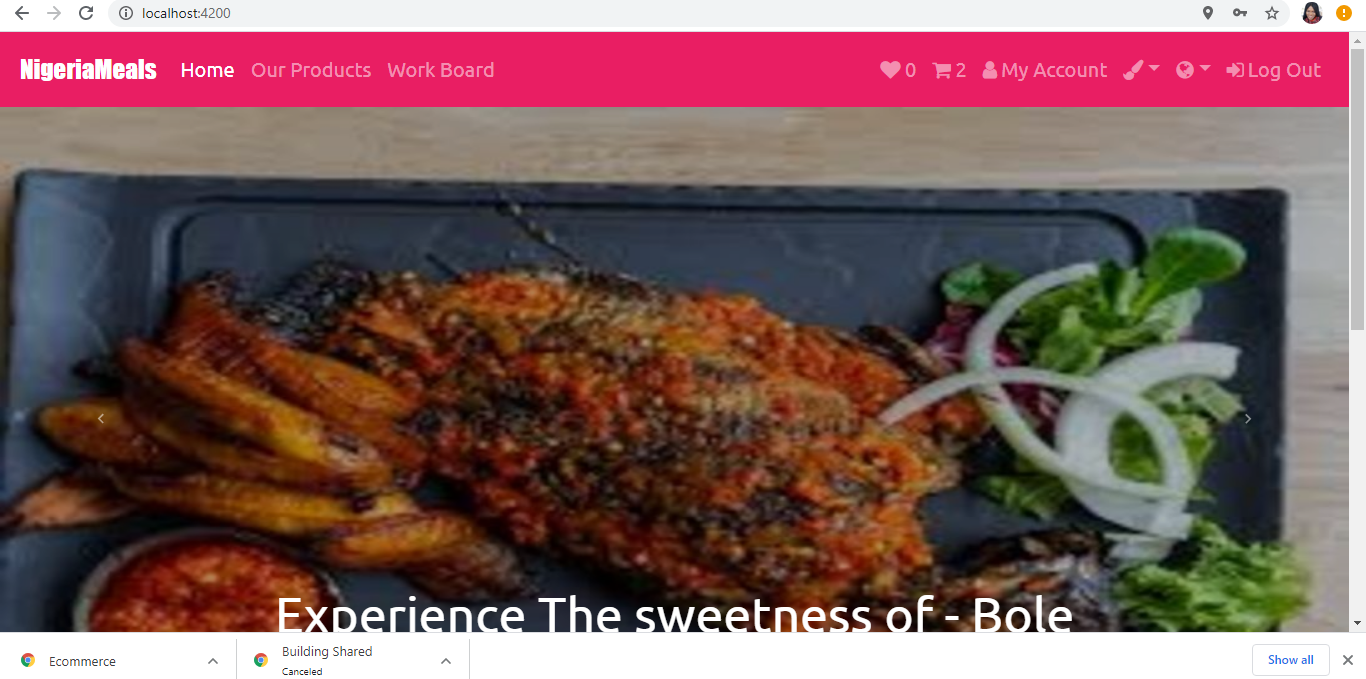 localhost:4200
NigeriaMeals Home Our Products Work Board 0 2 My Account Log Out
Experience The sweetness of - Bole
Ecommerce
Building Shared
Canceled
Show all